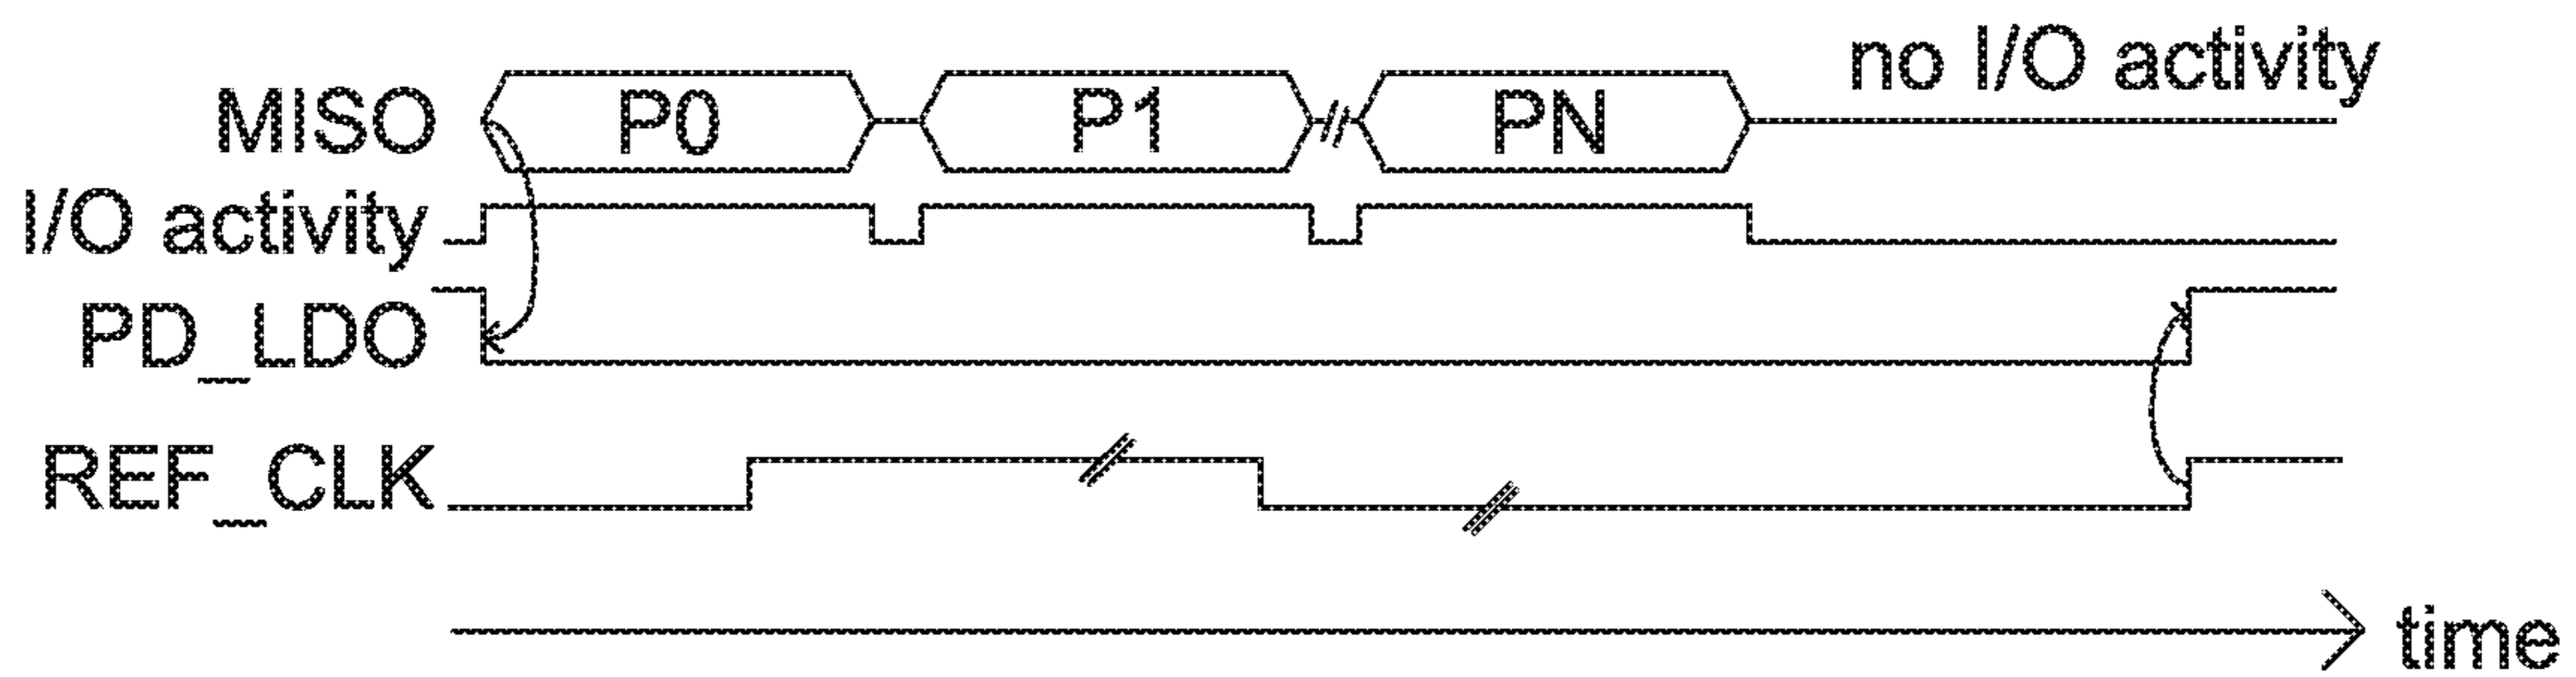 no I/O activity
MISO P0 P1 PN
I/O activity
PD_LDO
REF_CLK
time